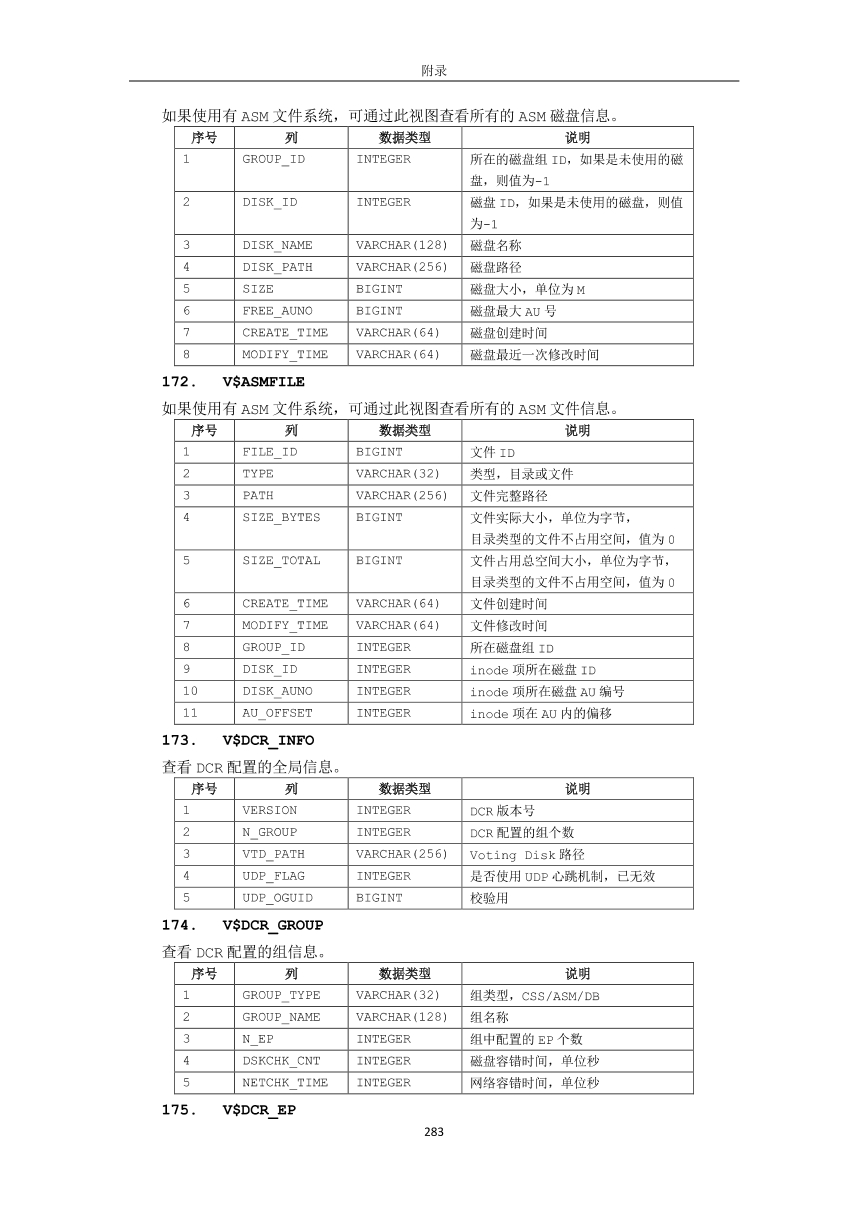 附录
如果使用有 ASM 文件系统，可通过此视图查看所有的 ASM 磁盘信息。
序号 列 数据类型 说明
1 GROUP_ID INTEGER 所在的磁盘组 ID，如果是未使用的磁
盘，则值为-1
2 DISK_ID INTEGER 磁盘 ID，如果是未使用的磁盘，则值
为-1
3 DISK_NAME VARCHAR(128) 磁盘名称
4 DISK_PATH VARCHAR(256) 磁盘路径
5 SIZE BIGINT 磁盘大小，单位为 M
6 FREE_AUNO BIGINT 磁盘最大 AU 号
7 CREATE_TIME VARCHAR(64) 磁盘创建时间
8 MODIFY_TIME VARCHAR(64) 磁盘最近一次修改时间
172. V$ASMFILE
如果使用有 ASM 文件系统，可通过此视图查看所有的 ASM 文件信息。
序号 列 数据类型 说明
1 FILE_ID BIGINT 文件 ID
2 TYPE VARCHAR(32) 类型，目录或文件
3 PATH VARCHAR(256) 文件完整路径
4 SIZE_BYTES BIGINT 文件实际大小，单位为字节，
目录类型的文件不占用空间，值为 0
5 SIZE_TOTAL BIGINT 文件占用总空间大小，单位为字节，
目录类型的文件不占用空间，值为 0
6 CREATE_TIME VARCHAR(64) 文件创建时间
7 MODIFY_TIME VARCHAR(64) 文件修改时间
8 GROUP_ID INTEGER 所在磁盘组 ID
9 DISK_ID INTEGER inode 项所在磁盘 ID
10 DISK_AUNO INTEGER inode 项所在磁盘 AU 编号
11 AU_OFFSET INTEGER inode 项在 AU 内的偏移
173. V$DCR_INFO
查看 DCR 配置的全局信息。
序号 列 数据类型 说明
1 VERSION INTEGER DCR 版本号
2 N_GROUP INTEGER DCR 配置的组个数
3 VTD_PATH VARCHAR(256) Voting Disk 路径
4 UDP_FLAG INTEGER 是否使用 UDP 心跳机制，已无效
5 UDP_OGUID BIGINT 校验用
174. V$DCR_GROUP
查看 DCR 配置的组信息。
序号 列 数据类型 说明
1 GROUP_TYPE VARCHAR(32) 组类型，CSS/ASM/DB
2 GROUP_NAME VARCHAR(128) 组名称
3 N_EP INTEGER 组中配置的 EP 个数
4 DSKCHK_CNT INTEGER 磁盘容错时间，单位秒
5 NETCHK_TIME INTEGER 网络容错时间，单位秒
175. V$DCR_EP
283